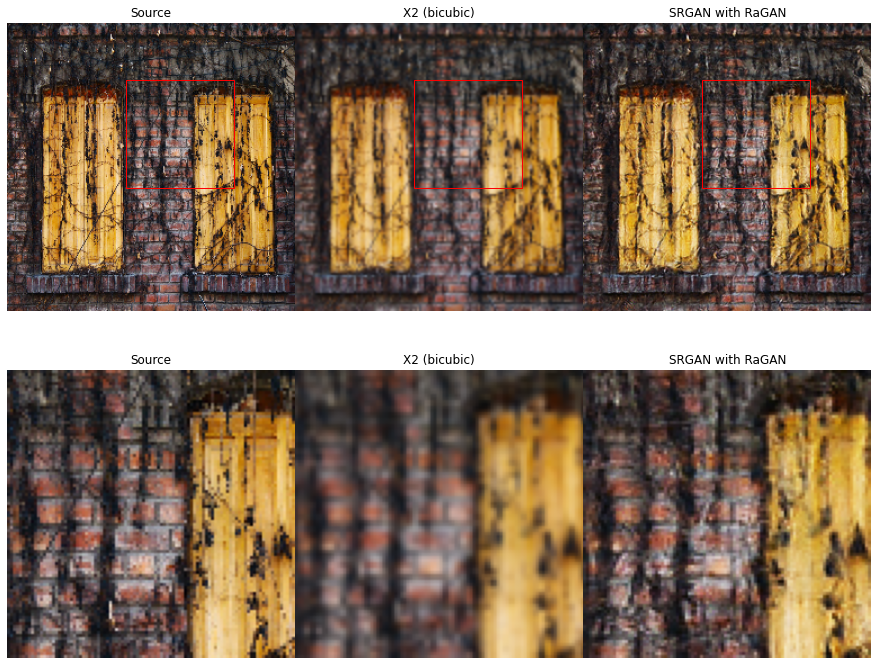 Source
X2 (bicubic)
SRGAN with RaGAN
Source
X2 (bicubic)
SRGAN with RaGAN